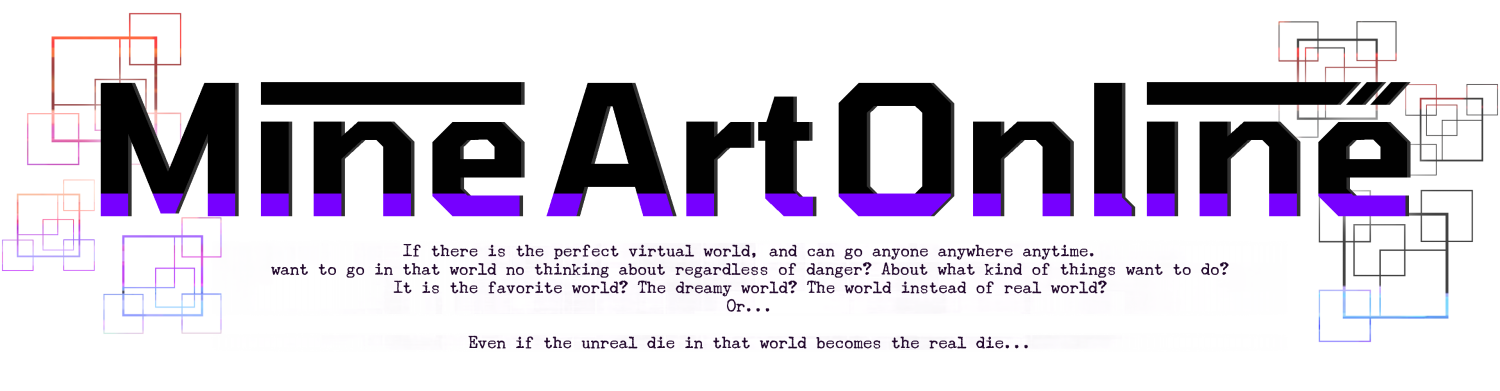 Mine Art Online
If there is the perfect virtual world, and can go anyone anywhere anytime.
want to go in that world no thinking about regardless of danger? About what kind of things want to do?
It is the favorite world? The dreamy world? The world instead of real world?
Or...
Even if the unreal die in that world becomes the real die...